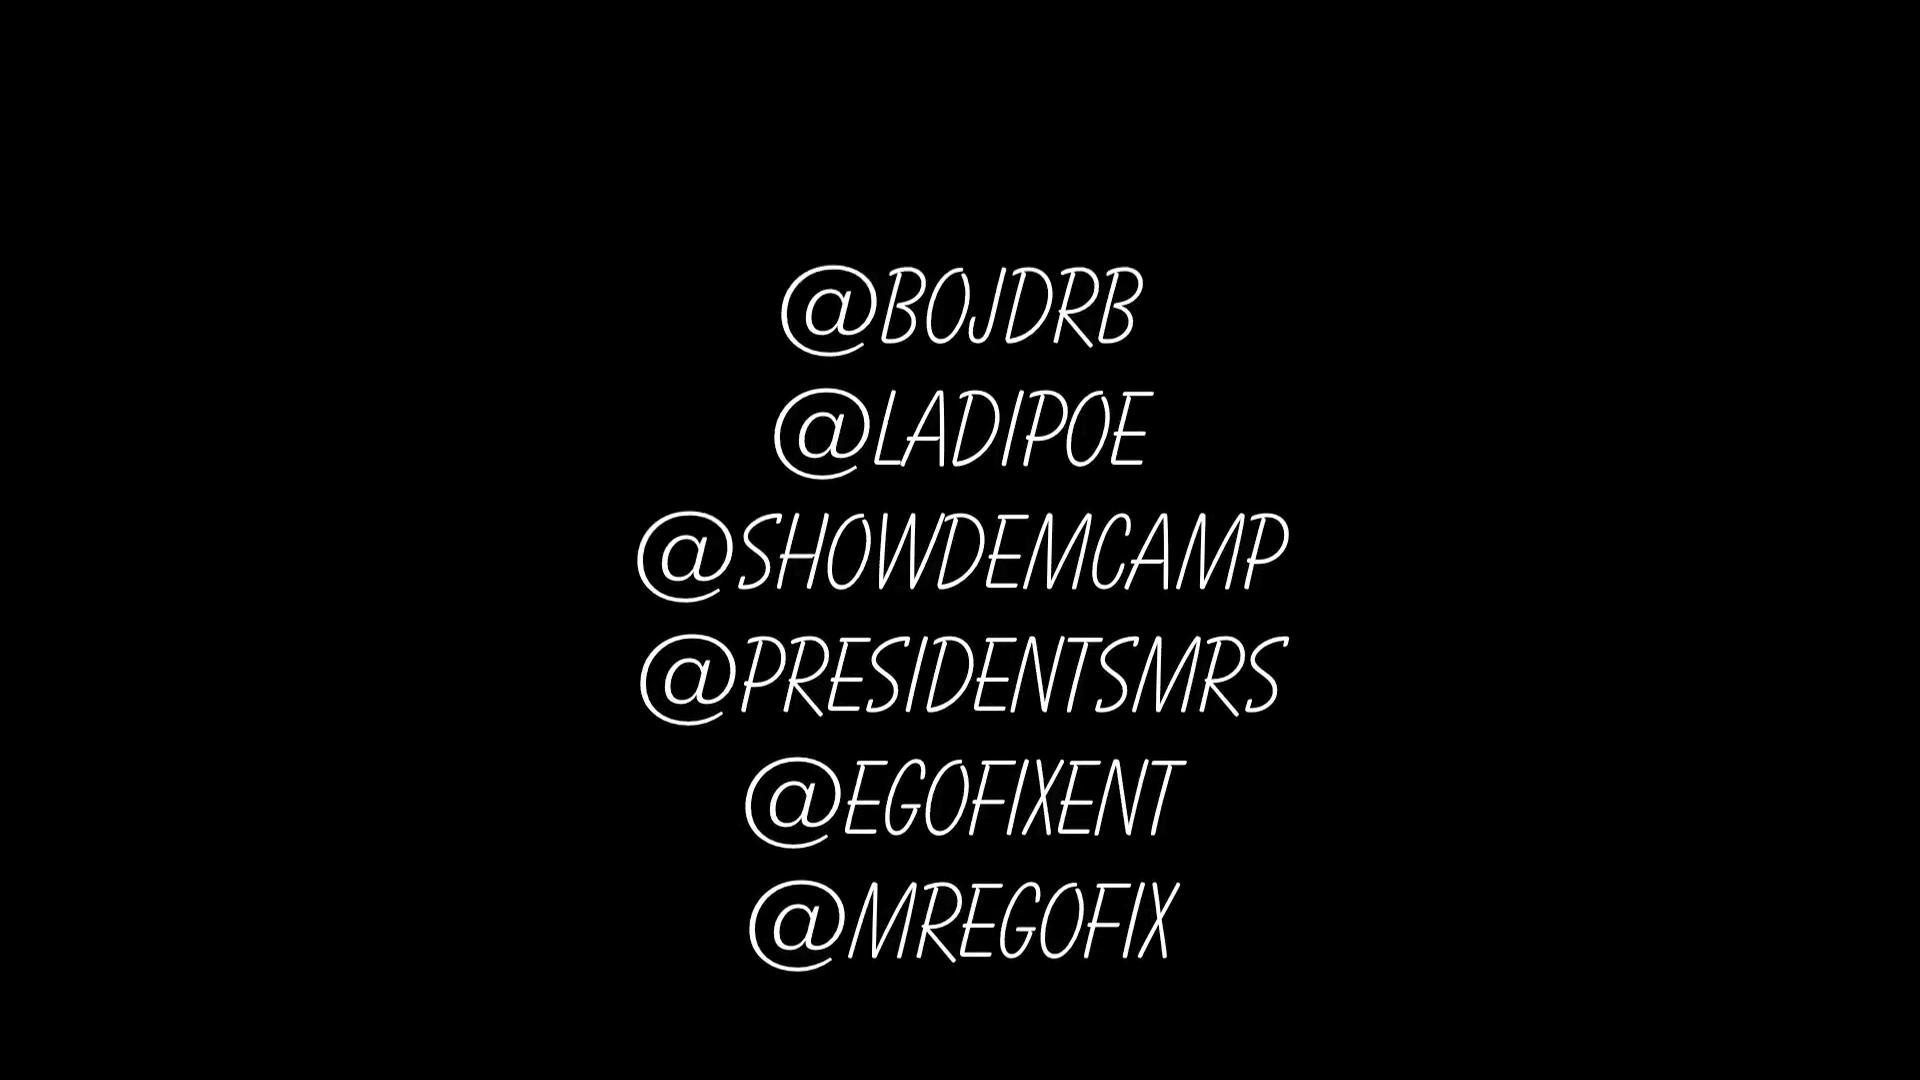 @BOJDRB
@LADIPOE
@SHOWDEMCAMP
@PRESIDENTSMRS
@EGOFIXENT
@MREGOFIX